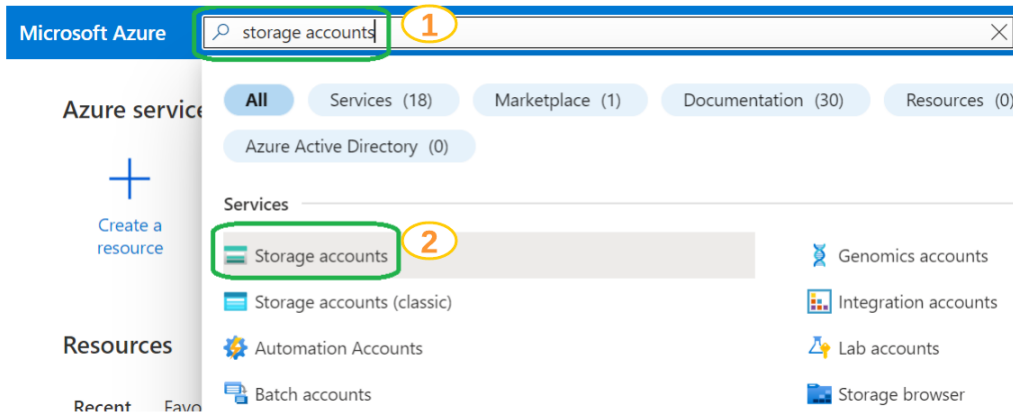 Microsoft Azure
storage accounts
1
All
Services (18)
Marketplace (1)
Documentation (30)
Resources (0)
Azure Active Directory (0)
Azure service
Create a
resource
Resources
Recent
Favo
Services
Storage accounts
2
Storage accounts (classic)
Automation Accounts
Batch accounts
Genomics accounts
Integration accounts
Lab accounts
Storage browser